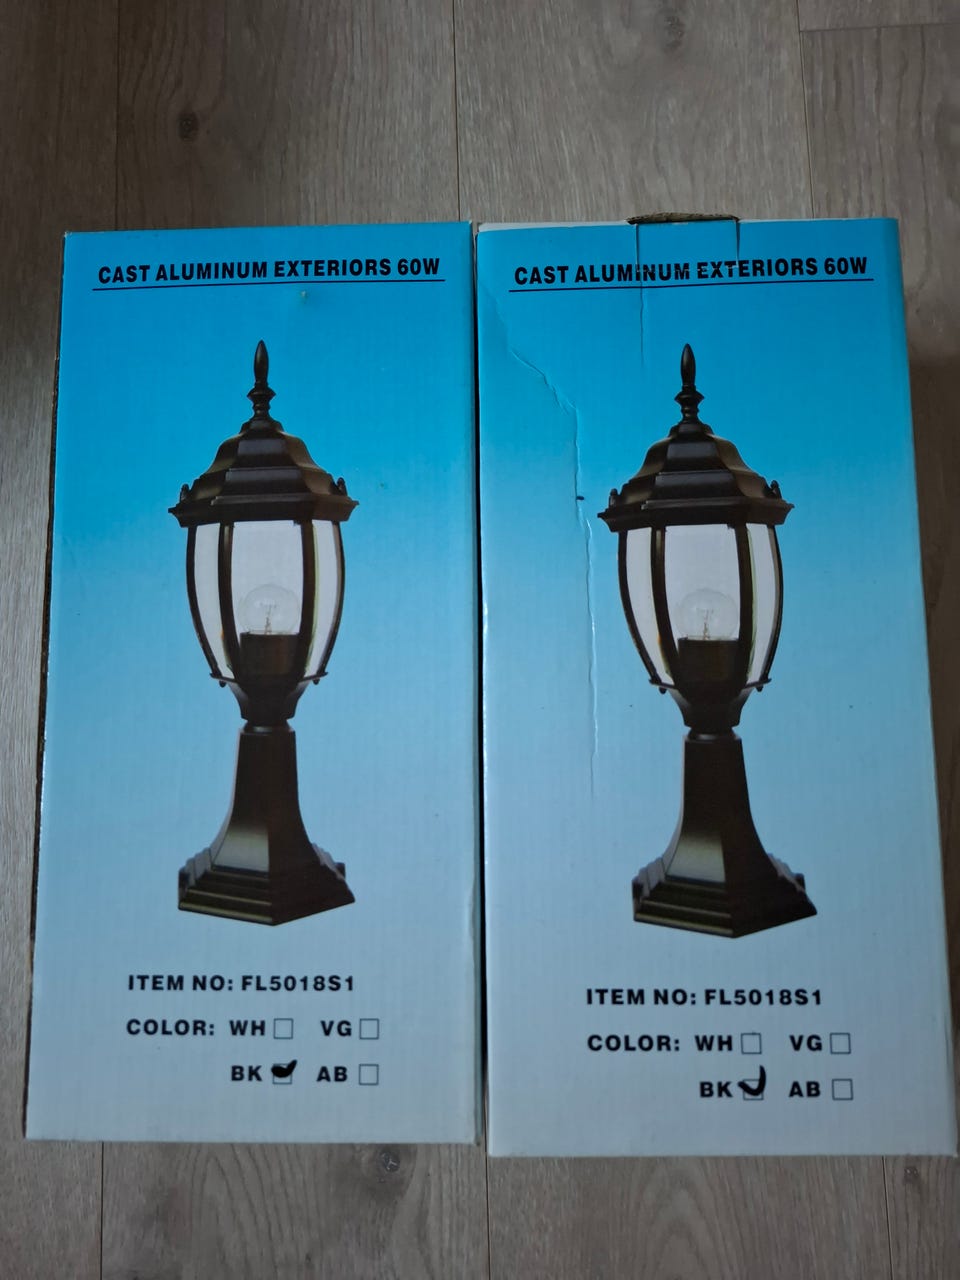 CAST ALUMINUM EXTERIORS 60W
ITEM NO: FL5018S1
COLOR: WH VG
BK AB
CAST ALUMINUM EXTERIORS 60W
ITEM NO: FL5018S1
COLOR: WH VG
BK AB